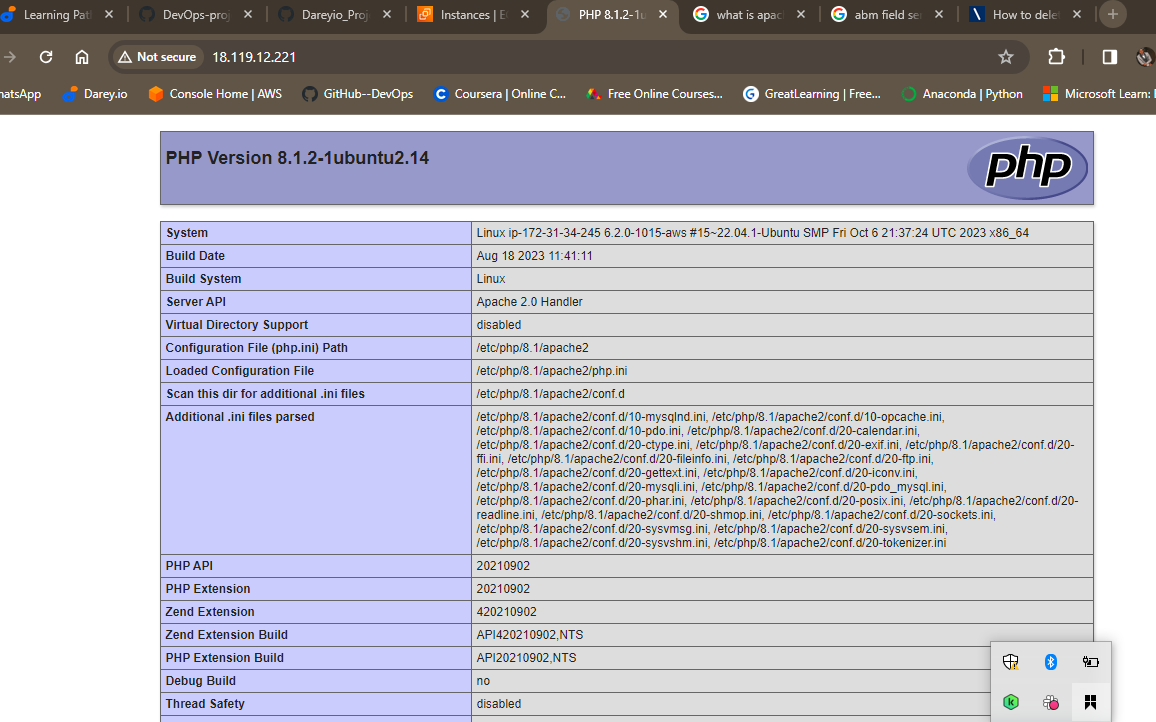 Learning Pat
DevOps-proj
Dareyio_Proj
Instances | E
PHP 8.1.2-1u
what is apac
abm field se
How to delet
Not secure
18.119.12.221
hatsApp
Darey.io
Console Home | AWS
GitHub--DevOps
Coursera | Online C...
Free Online Courses...
GreatLearning | Free...
Anaconda | Python
Microsoft Learn:
PHP Version 8.1.2-1ubuntu2.14
php
System
Linux ip-172-31-34-245 6.2.0-1015-aws #15~22.04.1-Ubuntu SMP Fri Oct 6 21:37:24 UTC 2023 x86_64
Build Date
Aug 18 2023 11:41:11
Build System
Linux
Server API
Apache 2.0 Handler
Virtual Directory Support
disabled
Configuration File (php.ini) Path
/etc/php/8.1/apache2
Loaded Configuration File
/etc/php/8.1/apache2/php.ini
Scan this dir for additional .ini files
/etc/php/8.1/apache2/conf.d
Additional .ini files parsed
/etc/php/8.1/apache2/conf.d/10-mysqlnd.ini, /etc/php/8.1/apache2/conf.d/10-opcache.ini,
/etc/php/8.1/apache2/conf.d/10-pdo.ini, /etc/php/8.1/apache2/conf.d/20-calendar.ini,
/etc/php/8.1/apache2/conf.d/20-ctype.ini, /etc/php/8.1/apache2/conf.d/20-exif.ini, /etc/php/8.1/apache2/conf.d/20-
ffi.ini, /etc/php/8.1/apache2/conf.d/20-fileinfo.ini, /etc/php/8.1/apache2/conf.d/20-ftp.ini,
/etc/php/8.1/apache2/conf.d/20-gettext.ini, /etc/php/8.1/apache2/conf.d/20-iconv.ini,
/etc/php/8.1/apache2/conf.d/20-mysqli.ini, /etc/php/8.1/apache2/conf.d/20-pdo_mysql.ini,
/etc/php/8.1/apache2/conf.d/20-phar.ini, /etc/php/8.1/apache2/conf.d/20-posix.ini, /etc/php/8.1/apache2/conf.d/20-
readline.ini, /etc/php/8.1/apache2/conf.d/20-shmop.ini, /etc/php/8.1/apache2/conf.d/20-sockets.ini,
/etc/php/8.1/apache2/conf.d/20-sysvmsg.ini, /etc/php/8.1/apache2/conf.d/20-sysvsem.ini,
/etc/php/8.1/apache2/conf.d/20-sysvshm.ini, /etc/php/8.1/apache2/conf.d/20-tokenizer.ini
PHP API
20210902
PHP Extension
20210902
Zend Extension
420210902
Zend Extension Build
API420210902,NTS
PHP Extension Build
API20210902,NTS
Debug Build
no
Thread Safety
disabled